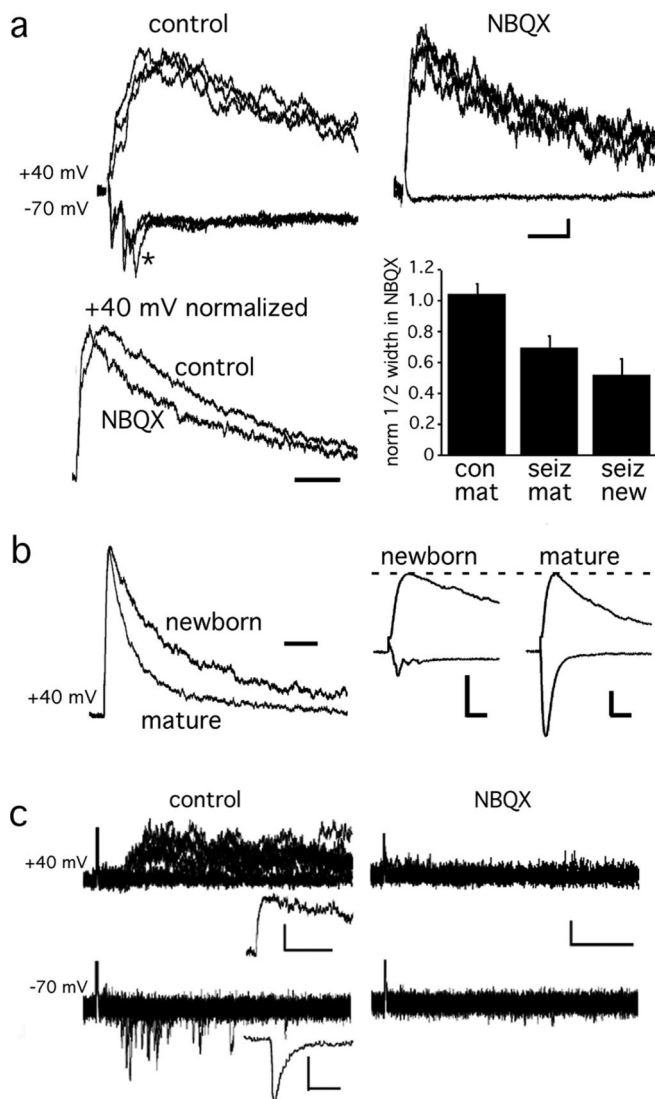 a
control
NBQX
+40 mV
-70 mV
*
+40 mV normalized
control
NBQX
norm 1/2 width in NBQX
1.2
1.0
0.8
0.6
0.4
0.2
0
con mat
seiz mat
seiz new
b
newborn
mature
+40 mV
newborn
mature
c
control
NBQX
+40 mV
-70 mV